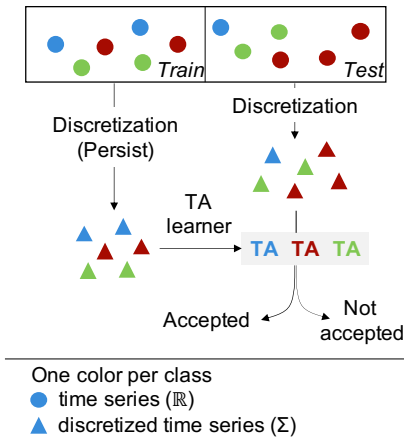 Train
Test
Discretization
(Persist)
Discretization
TA
learner
TA TA TA
Accepted
Not
accepted
One color per class
time series (ℝ)
discretized time series (Σ)